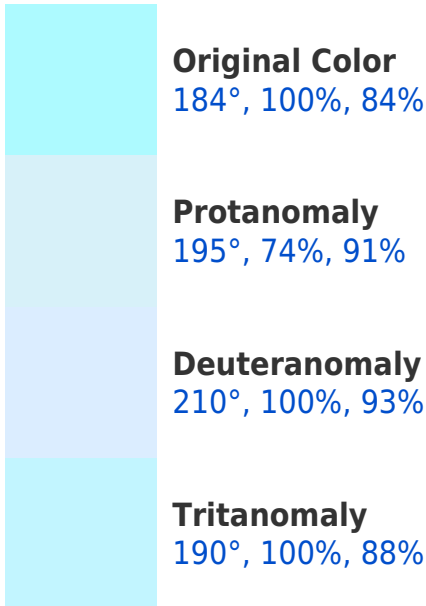 Original Color
184°, 100%, 84%
Protanomaly
195°, 74%, 91%
Deuteranomaly
210°, 100%, 93%
Tritanomaly
190°, 100%, 88%